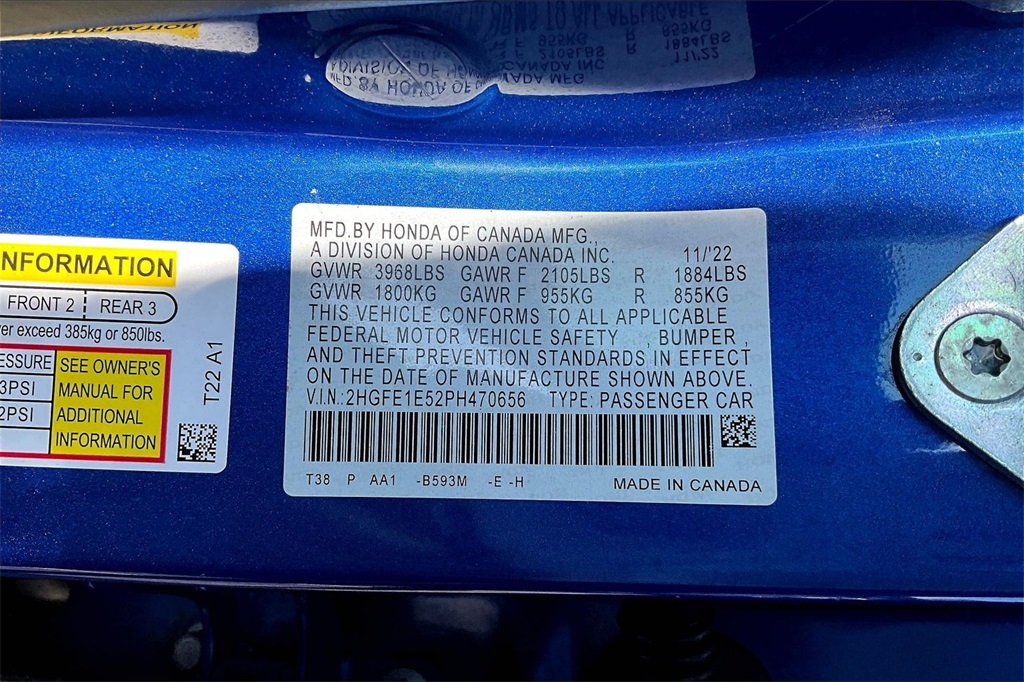 MFD.BY HONDA OF CANADA MFG.,
A DIVISION OF HONDA CANADA INC. 11/'22
GVWR 3968LBS GAWR F 2105LBS R 1884LBS
GVWR 1800KG GAWR F 955KG R 855KG
THIS VEHICLE CONFORMS TO ALL APPLICABLE
FEDERAL MOTOR VEHICLE SAFETY , BUMPER ,
AND THEFT PREVENTION STANDARDS IN EFFECT
ON THE DATE OF MANUFACTURE SHOWN ABOVE.
V.I.N.: 2HGFE1E52PH470656 TYPE: PASSENGER CAR
T38 P AA1 -B593M -E -H MADE IN CANADA
INFORMATION
FRONT 2 REAR 3
exceed 385kg or 850lbs.
SEE OWNER'S
MANUAL FOR
ADDITIONAL
INFORMATION
3PSI
2PSI
T22 A1